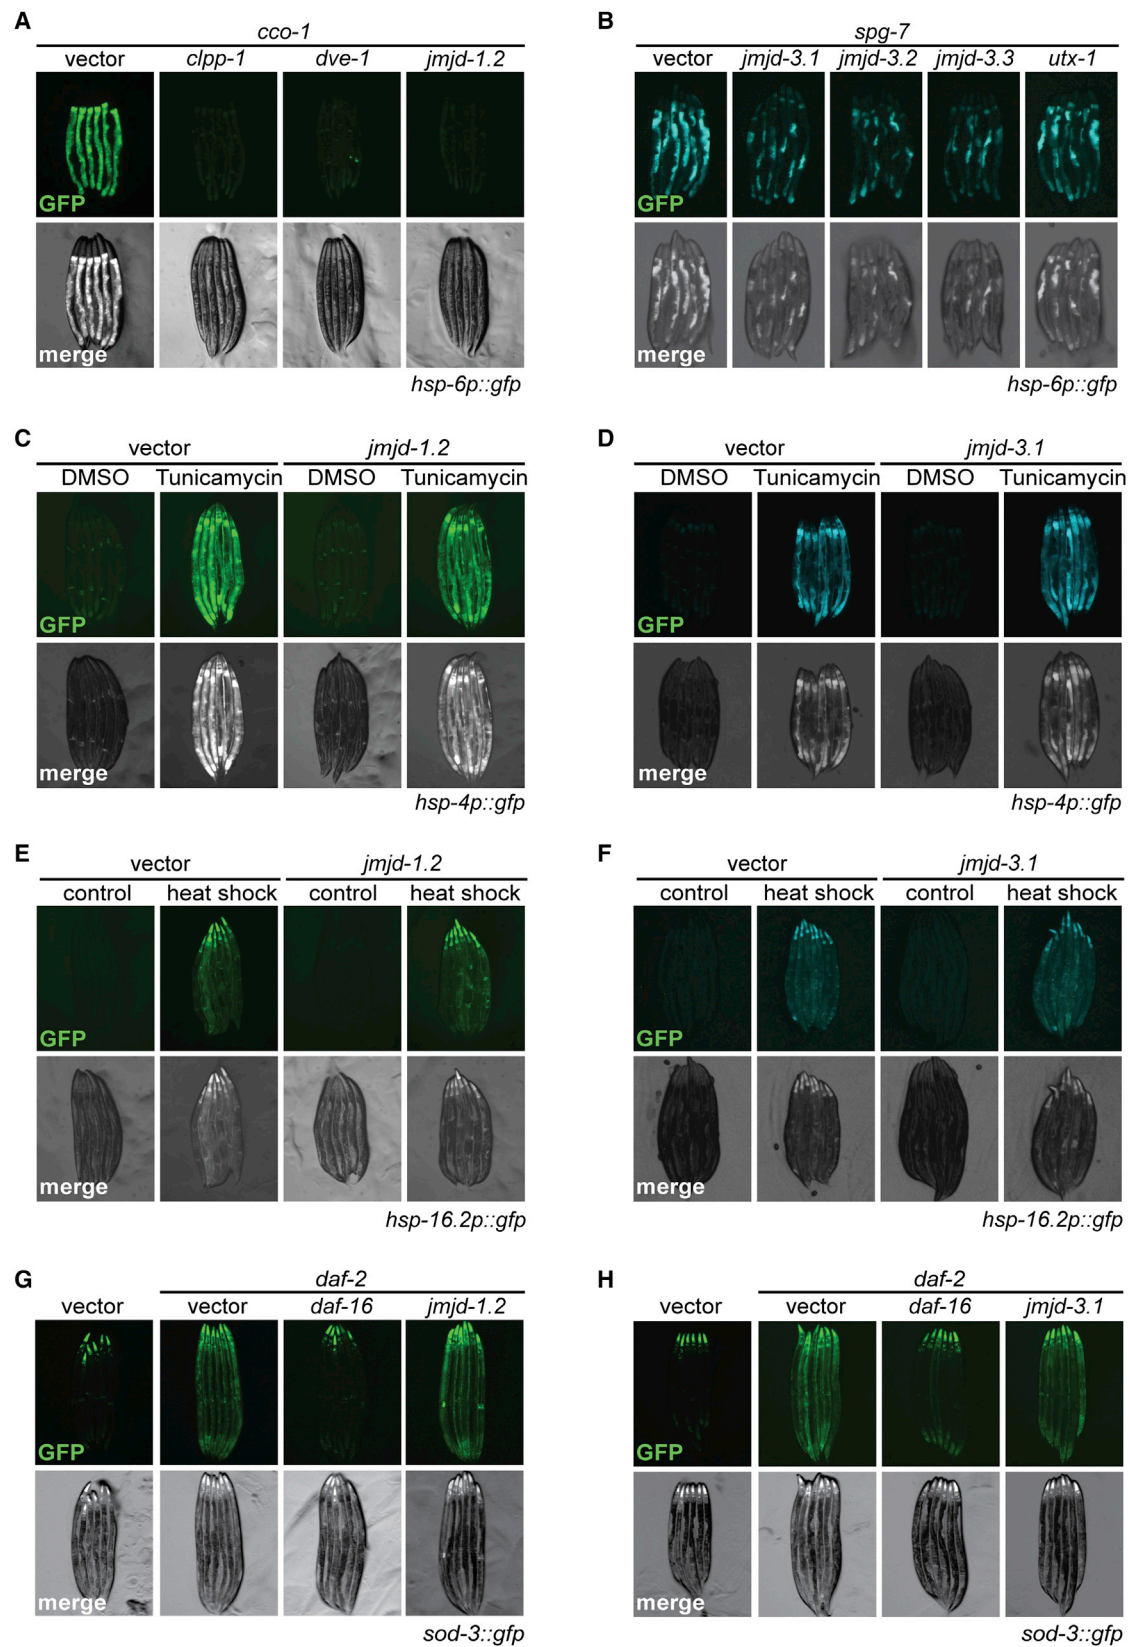 A
cco-1
vector clpp-1 dve-1 jmjd-1.2
GFP
merge
hsp-6p::gfp
B
spg-7
vector jmjd-3.1 jmjd-3.2 jmjd-3.3 utx-1
GFP
merge
hsp-6p::gfp
C
vector jmjd-1.2
DMSO Tunicamycin DMSO Tunicamycin
GFP
merge
hsp-4p::gfp
D
vector jmjd-3.1
DMSO Tunicamycin DMSO Tunicamycin
GFP
merge
hsp-4p::gfp
E
vector jmjd-1.2
control heat shock control heat shock
GFP
merge
hsp-16.2p::gfp
F
vector jmjd-3.1
control heat shock control heat shock
GFP
merge
hsp-16.2p::gfp
G
daf-2
vector vector daf-16 jmjd-1.2
GFP
merge
sod-3::gfp
H
daf-2
vector vector daf-16 jmjd-3.1
GFP
merge
sod-3::gfp